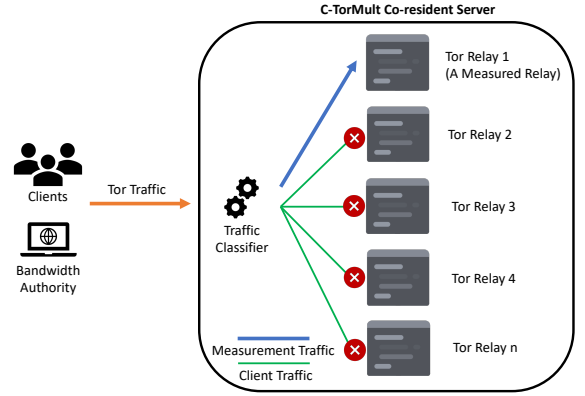 C-TorMult Co-resident Server
Tor Relay 1
(A Measured Relay)
Tor Relay 2
Clients
Tor Traffic
Tor Relay 3
Traffic
Classifier
Bandwidth
Authority
Tor Relay 4
Measurement Traffic
Tor Relay n
Client Traffic